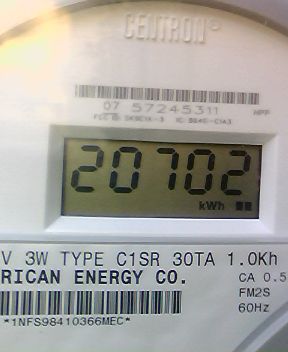 CENTRON®
07 57245311
HPP
20702
kWh
V 3W TYPE C1SR 30TA 1.0Kh
RICAN ENERGY CO.
CA 0.5
FM2S
60Hz
*1NFS98410366MEC*